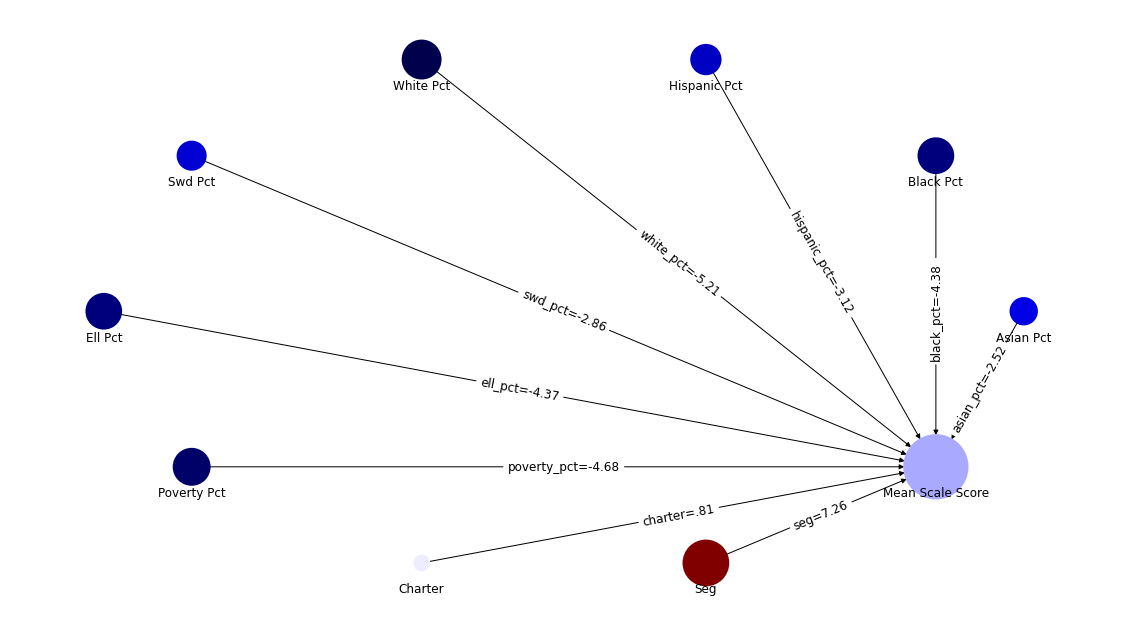 White Pct
Hispanic Pct
Swd Pct
Black Pct
hispanic_pct=-3.12
white_pct=-5.21
black_pct=-4.38
swd_pct=-2.86
Ell Pct
Asian Pct
asian_pct=-2.52
ell_pct=-4.37
poverty_pct=-4.68
Poverty Pct
Mean Scale Score
charter=.81
seg=7.26
Charter
Seg